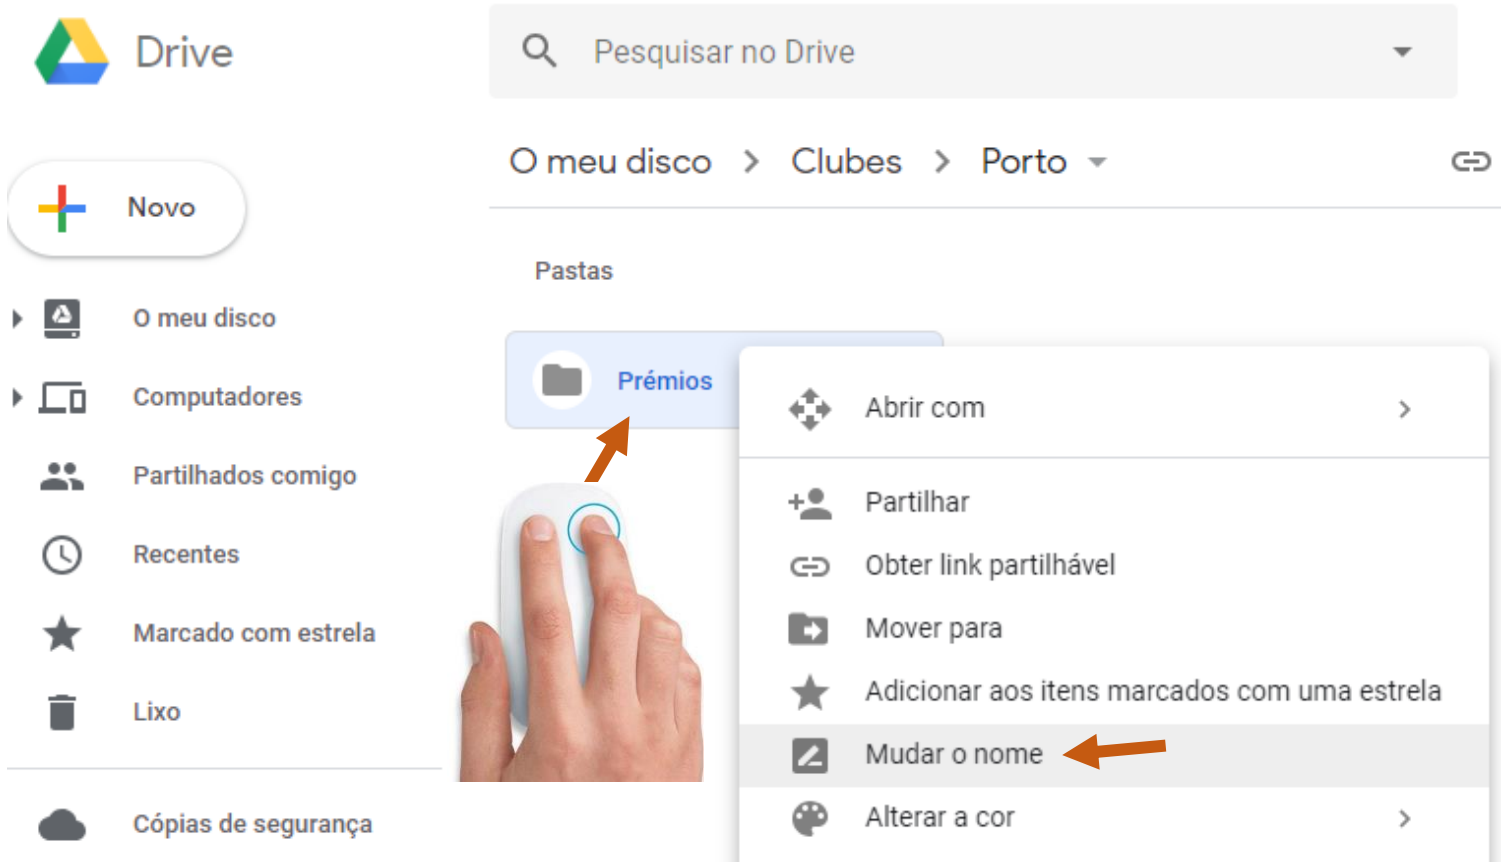 Drive
Pesquisar no Drive
O meu disco > Clubes > Porto
Novo
Pastas
O meu disco
Computadores
Partilhados comigo
Recentes
Marcado com estrela
Lixo
Cópias de segurança
Prémios
Abrir com
Partilhar
Obter link partilhável
Mover para
Adicionar aos itens marcados com uma estrela
Mudar o nome
Alterar a cor